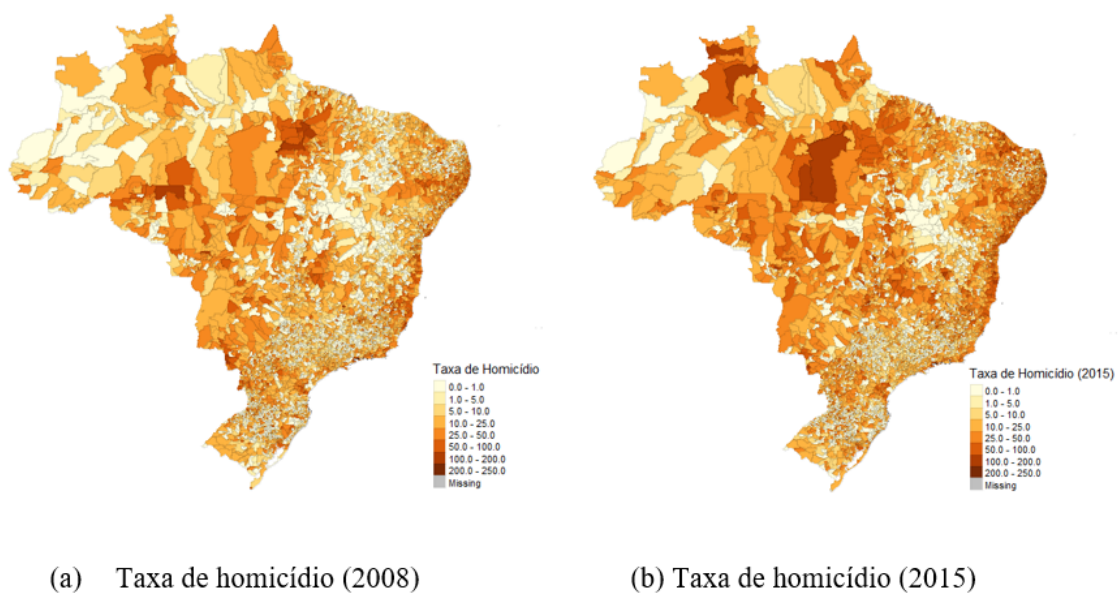 Taxa de Homicídio
0.0 - 1.0
1.0 - 5.0
5.0 - 10.0
10.0 - 25.0
25.0 - 50.0
50.0 - 100.0
100.0 - 200.0
200.0 - 250.0
Missing
Taxa de Homicídio (2015)
0.0 - 1.0
1.0 - 5.0
5.0 - 10.0
10.0 - 25.0
25.0 - 50.0
50.0 - 100.0
100.0 - 200.0
200.0 - 250.0
Missing
(a) Taxa de homicídio (2008)
(b) Taxa de homicídio (2015)